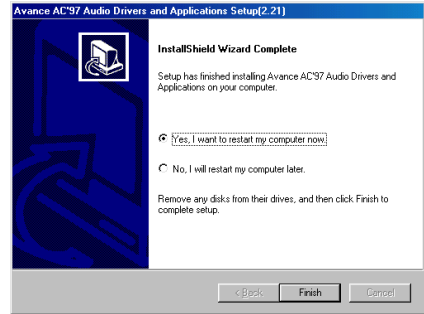 Avance AC'97 Audio Drivers and Applications Setup(2.21)
InstallShield Wizard Complete
Setup has finished installing Avance AC'97 Audio Drivers and
Applications on your computer.
Yes, I want to restart my computer now.
No, I will restart my computer later.
Remove any disks from their drives, and then click Finish to
complete setup.
< Back Finish Cancel